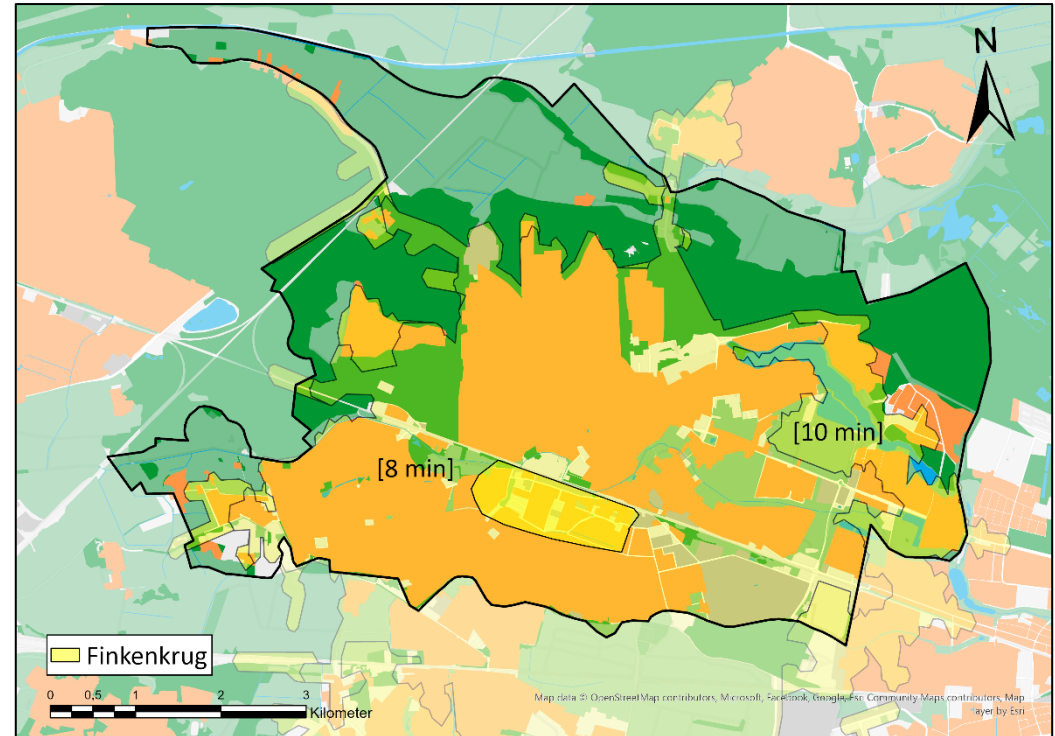 N
[10 min]
[8 min]
Finkenkrug
0 0,5 1 2 3
Kilometer
Map data © OpenStreetMap contributors, Microsoft, Facebook, Google, Esri Community Maps contributors, Map
layer by Esri